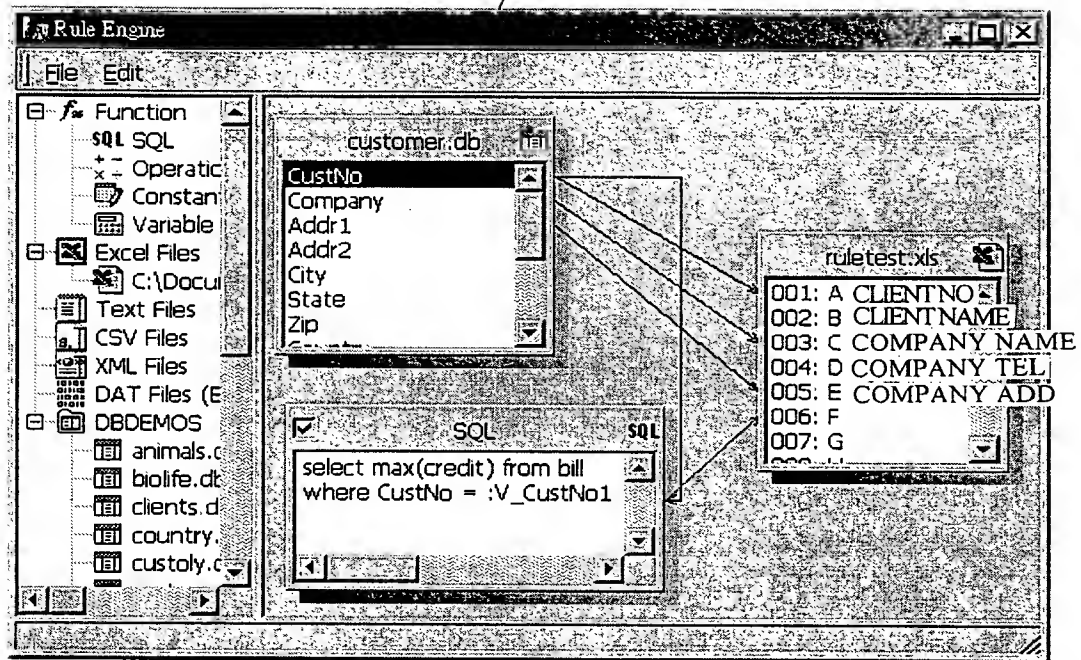 Rule Engine
File Edit
Function
SQL SQL
Operatic
Constan
Variable
Excel Files
C:\Docu
Text Files
CSV Files
XML Files
DAT Files (E
DBDEMOS
animals.c
biolife.dt
clients.d
country.
custoly.c
customer.db
CustNo
Company
Addr1
Addr2
City
State
Zip
SQL SQL
select max(credit) from bill
where CustNo = :V_CustNo1
ruletest.xls
001: A CLIENTNO
002: B CLIENTNAME
003: C COMPANY NAME
004: D COMPANY TEL
005: E COMPANY ADD
006: F
007: G